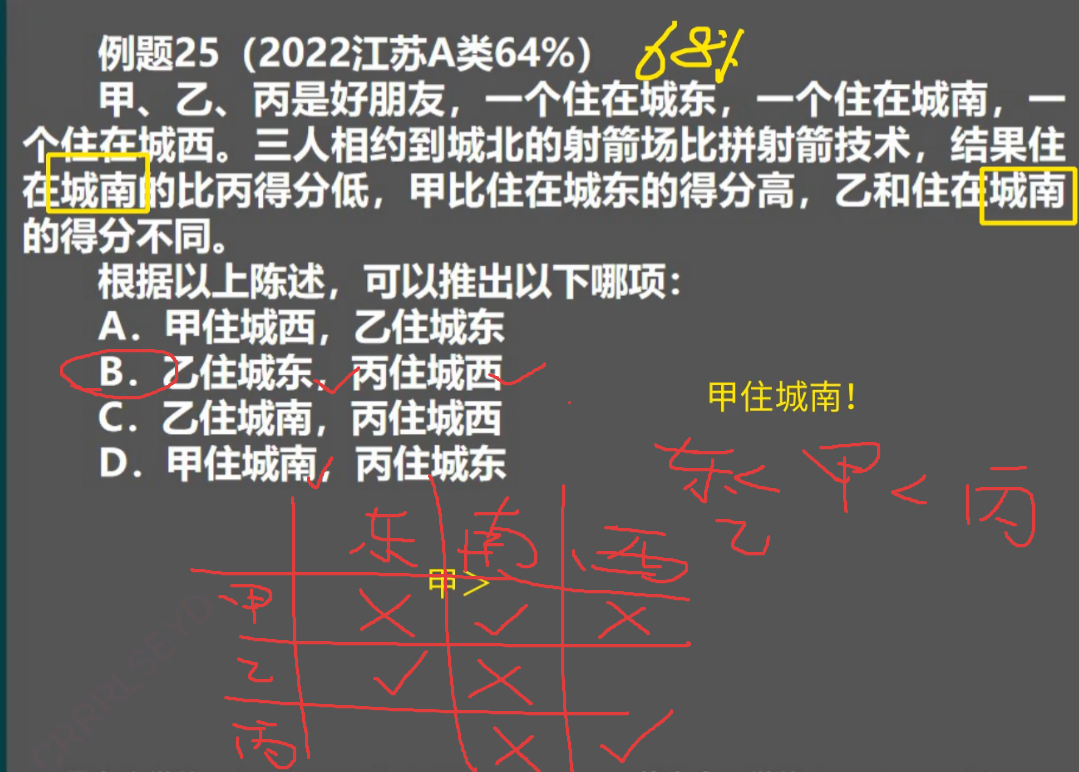 例题25（2022江苏A类64%） 68%
甲、乙、丙是好朋友，一个住在城东，一个住在城南，一
个住在城西。三人相约到城北的射箭场比拼射箭技术，结果住
在城南的比丙得分低，甲比住在城东的得分高，乙和住在城南
的得分不同。
根据以上陈述，可以推出以下哪项：
A．甲住城西，乙住城东
B．乙住城东，丙住城西
甲住城南！
C．乙住城南，丙住城西
D．甲住城南，丙住城东
东< 甲 < 丙
乙
东 南 西
甲>
甲
乙
丙